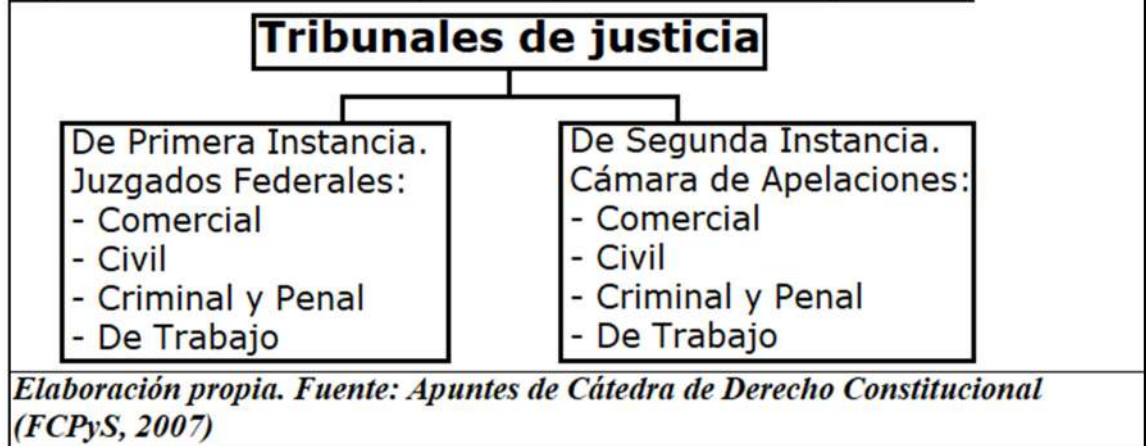 Tribunales de justicia
De Primera Instancia.
Juzgados Federales:
- Comercial
- Civil
- Criminal y Penal
- De Trabajo
De Segunda Instancia.
Cámara de Apelaciones:
- Comercial
- Civil
- Criminal y Penal
- De Trabajo
Elaboración propia. Fuente: Apuntes de Cátedra de Derecho Constitucional
(FCPyS, 2007)